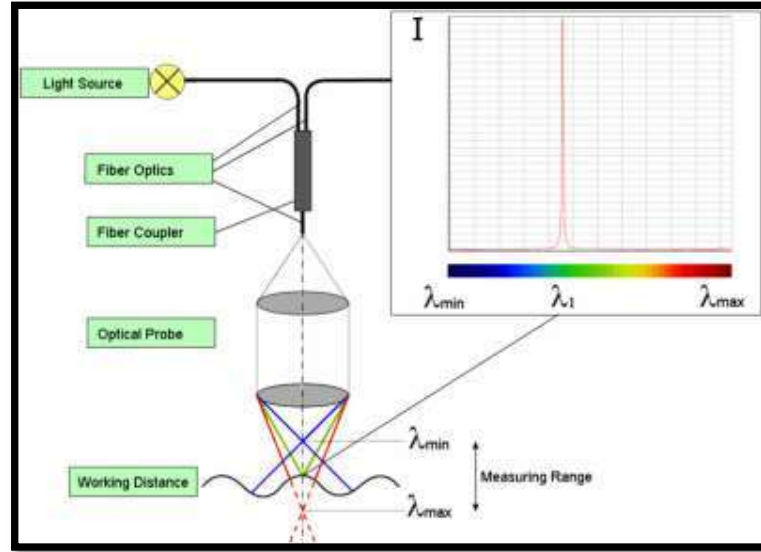 I
Light Source
Fiber Optics
Fiber Coupler
λmin λ1 λmax
Optical Probe
λmin
Measuring Range
Working Distance
λmax